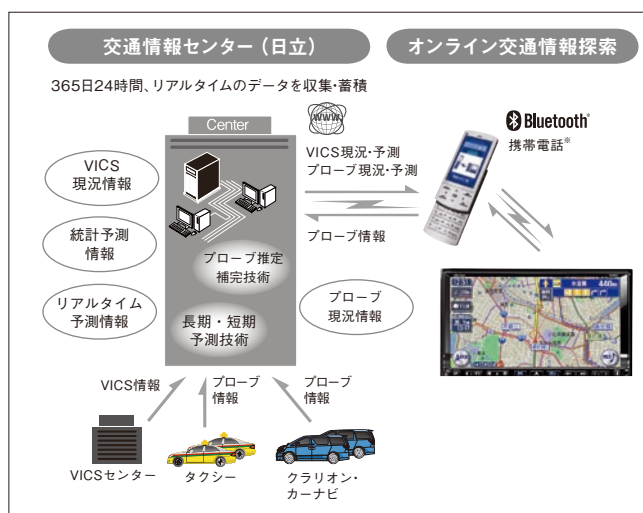 交通情報センター（日立）
オンライン交通情報探索
365日24時間、リアルタイムのデータを収集・蓄積
Center
WWW
Bluetooth®
携帯電話※
VICS現況・予測
プローブ現況・予測
プローブ情報
VICS
現況情報
統計予測
情報
リアルタイム
予測情報
プローブ推定
補完技術
長期・短期
予測技術
プローブ
現況情報
440m
VICS情報
プローブ
情報
プローブ
情報
VICSセンター
タクシー
クラリオン・
カーナビ